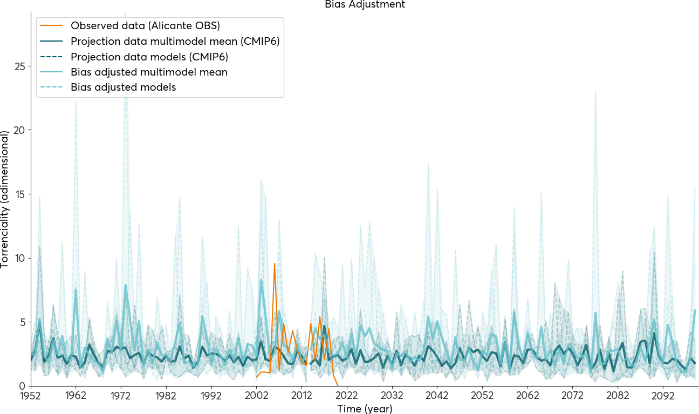 Bias Adjustment
Observed data (Alicante OBS)
Projection data multimodel mean (CMIP6)
Projection data models (CMIP6)
Bias adjusted multimodel mean
Bias adjusted models
Torrenciality (adimensional)
25
20
15
10
5
0
1952 1962 1972 1982 1992 2002 2012 2022 2032 2042 2052 2062 2072 2082 2092
Time (year)